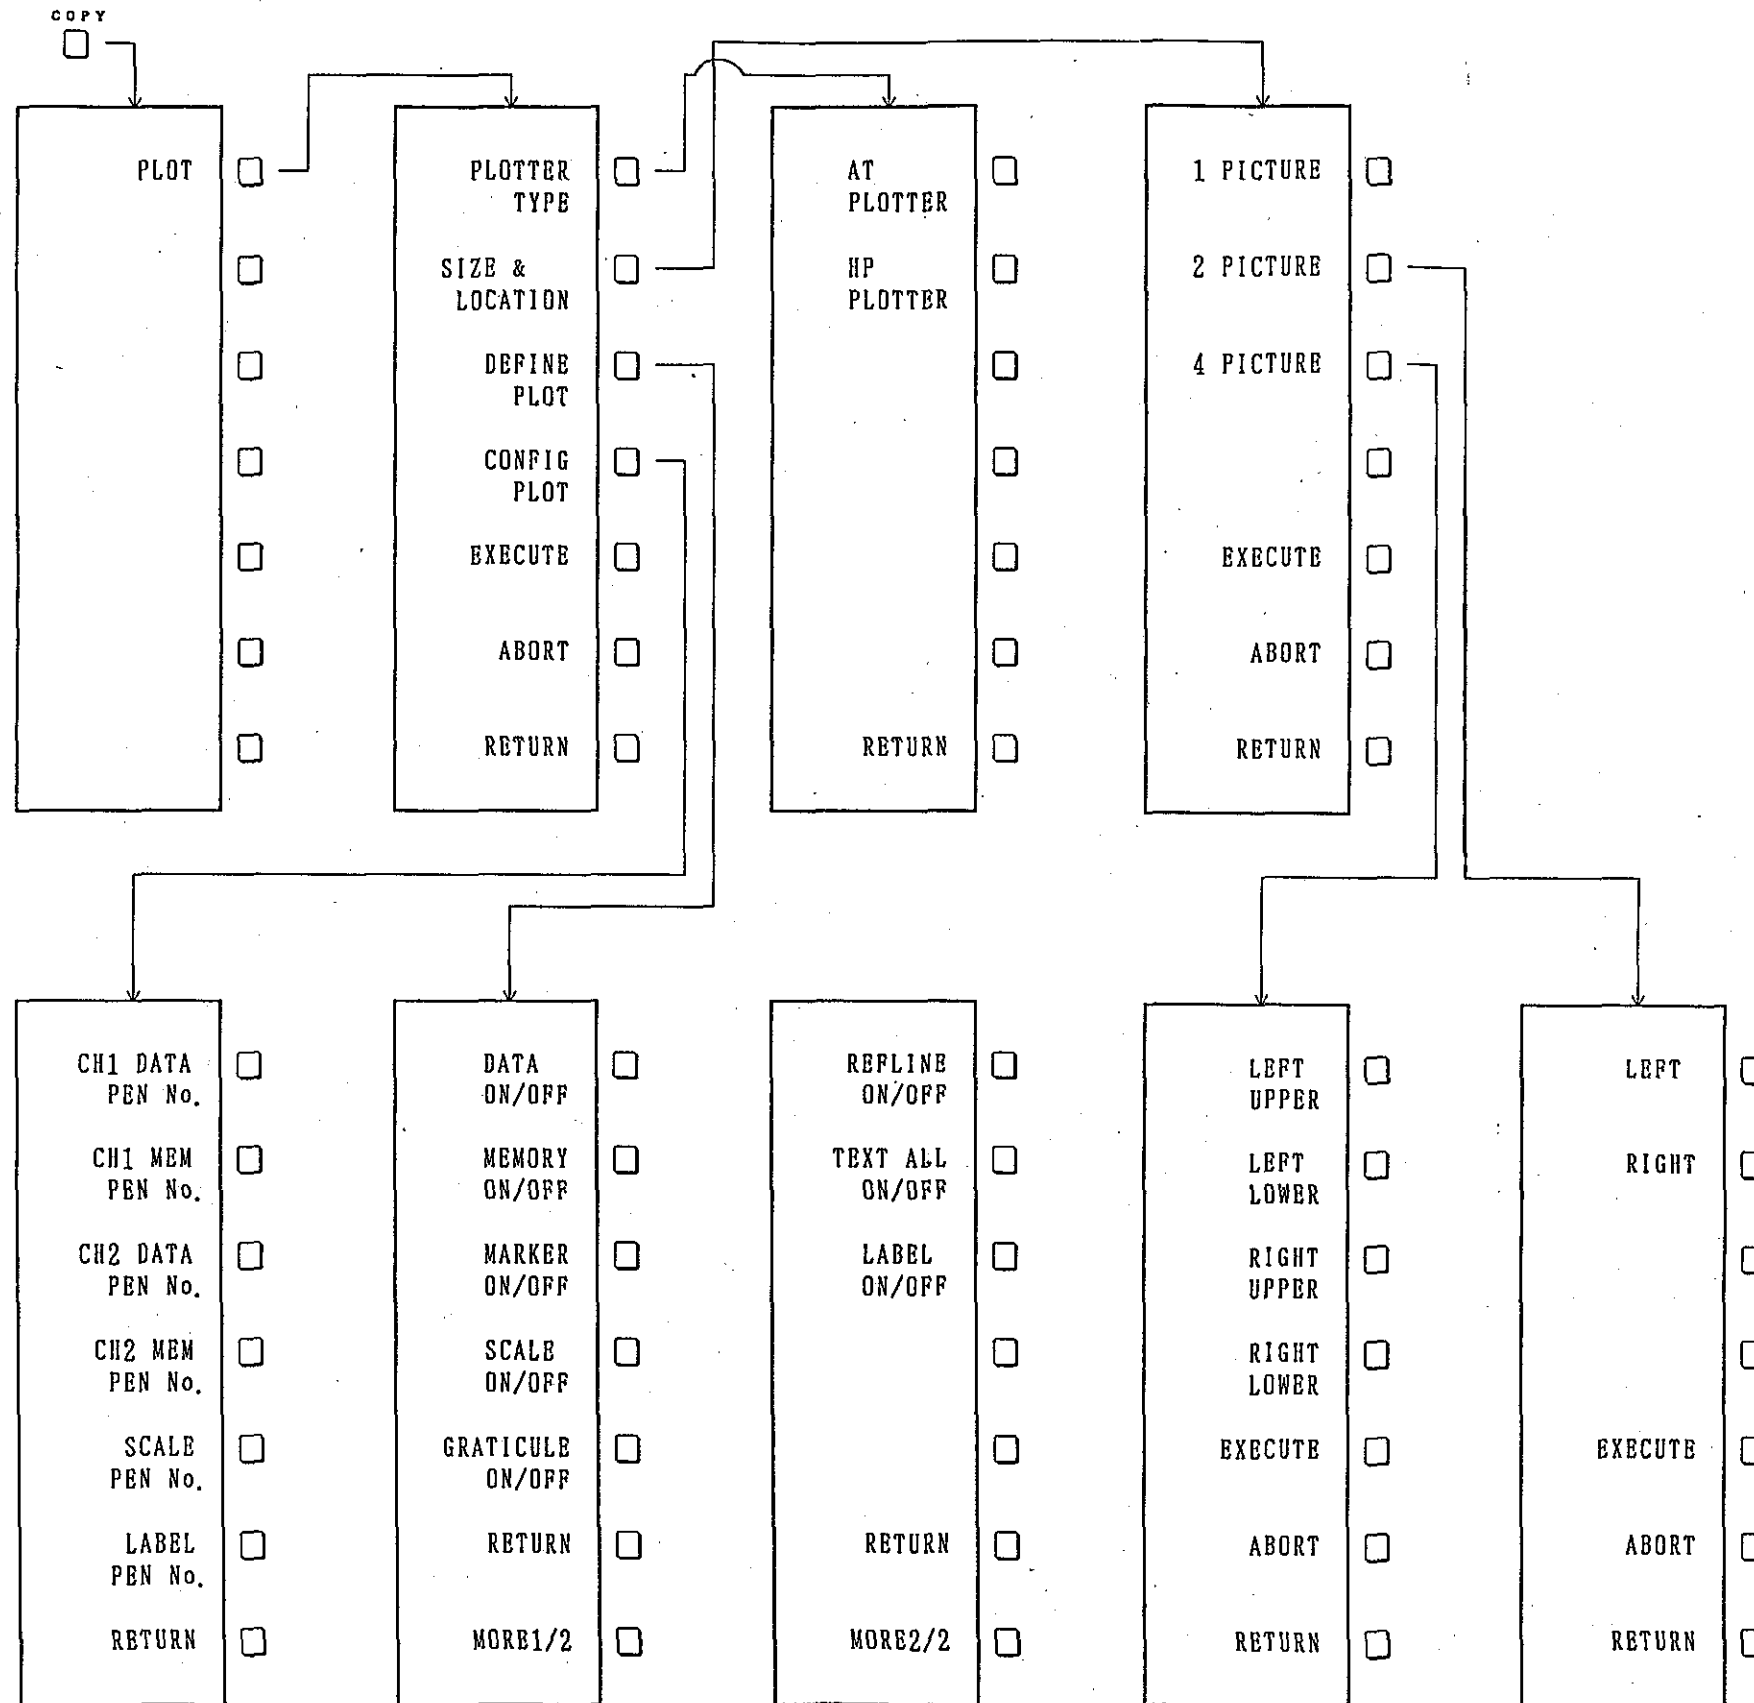 COPY
PLOT
PLOTTER
TYPE
SIZE &
LOCATION
DEFINE
PLOT
CONFIG
PLOT
EXECUTE
ABORT
RETURN
AT
PLOTTER
HP
PLOTTER
RETURN
1 PICTURE
2 PICTURE
4 PICTURE
EXECUTE
ABORT
RETURN
CH1 DATA
PEN No.
CH1 MEM
PEN No.
CH2 DATA
PEN No.
CH2 MEM
PEN No.
SCALE
PEN No.
LABEL
PEN No.
RETURN
DATA
ON/OFF
MEMORY
ON/OFF
MARKER
ON/OFF
SCALE
ON/OFF
GRATICULE
ON/OFF
RETURN
MORE1/2
REFLINE
ON/OFF
TEXT ALL
ON/OFF
LABEL
ON/OFF
RETURN
MORE2/2
LEFT
UPPER
LEFT
LOWER
RIGHT
UPPER
RIGHT
LOWER
EXECUTE
ABORT
RETURN
LEFT
RIGHT
EXECUTE
ABORT
RETURN